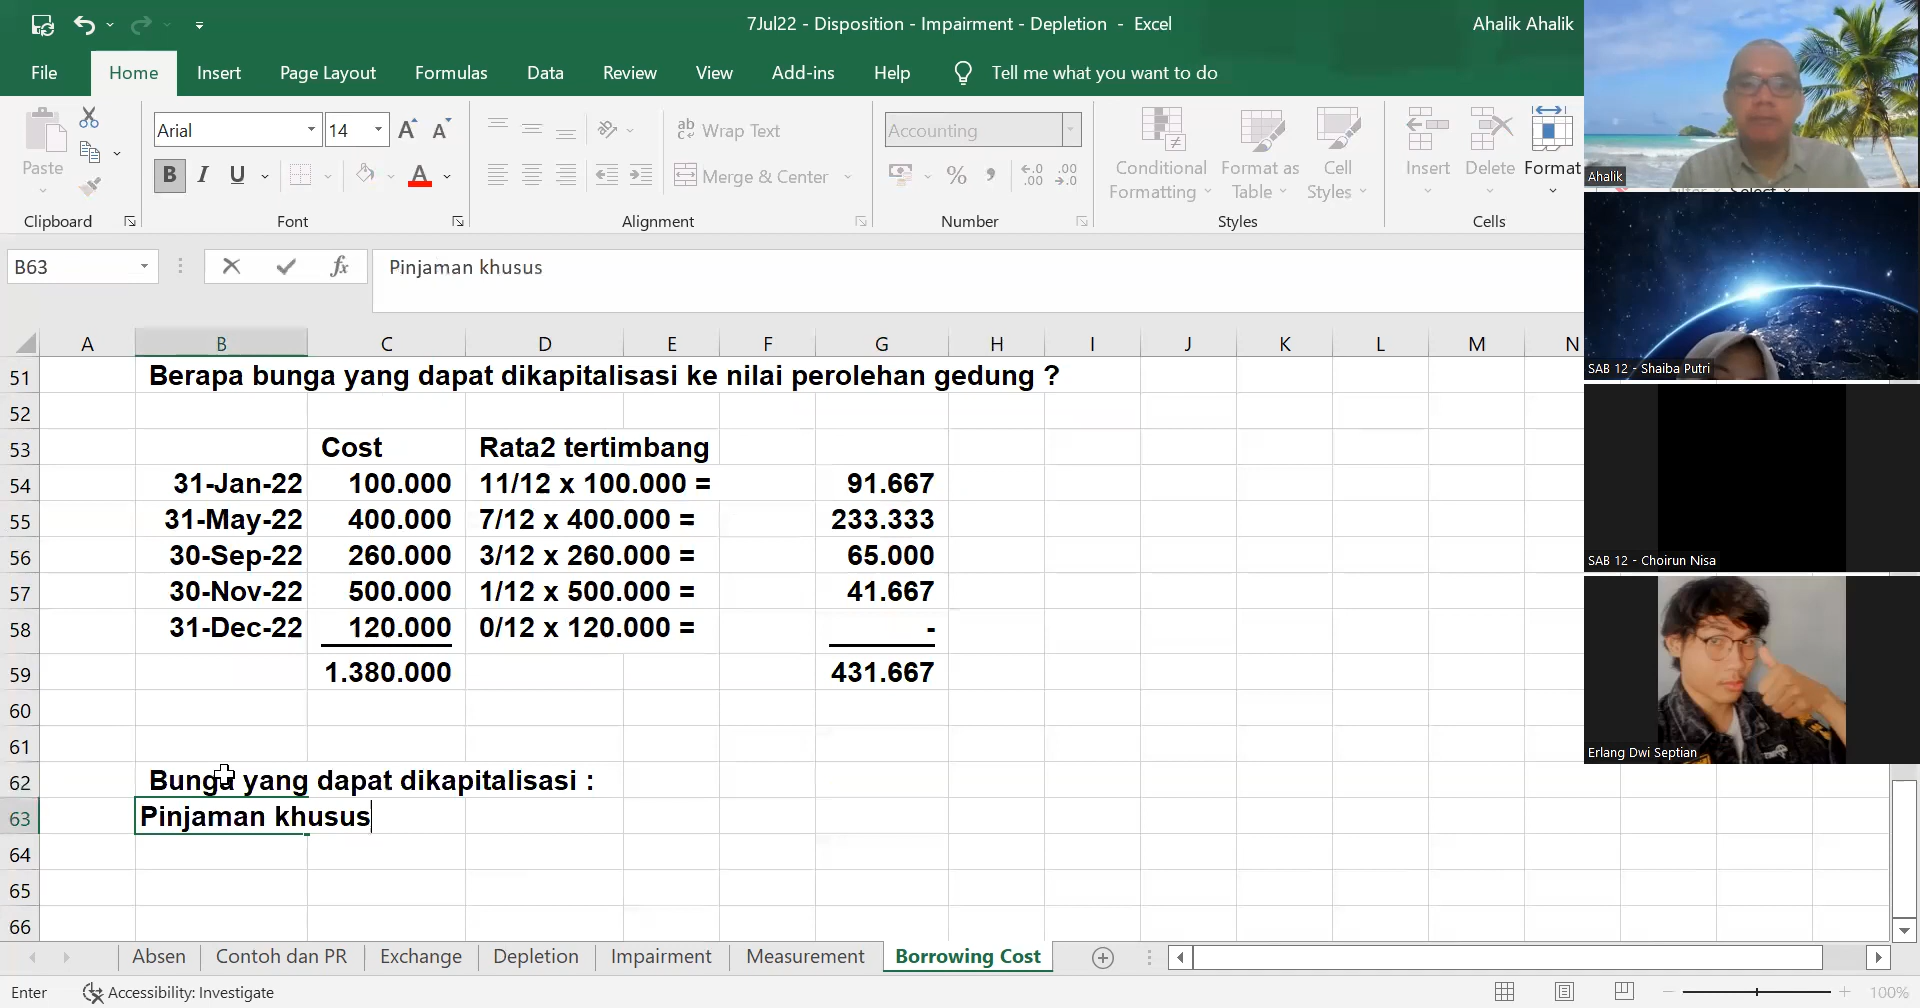 7Jul22 - Disposition - Impairment - Depletion - Excel
Ahalik Ahalik
File Home Insert Page Layout Formulas Data Review View Add-ins Help Tell me what you want to do
Paste
Clipboard
Arial 14 A A
B I U A
Font
ab Wrap Text
Merge & Center
Alignment
Accounting
% 9 .00 .00
Number
Conditional Formatting
Format as Table
Cell Styles
Styles
Insert Delete Format
Cells
Ahalik
B63 fx Pinjaman khusus
A B C D E F G H I J K L M N
51 Berapa bunga yang dapat dikapitalisasi ke nilai perolehan gedung ?
52
53 Cost Rata2 tertimbang
54 31-Jan-22 100.000 11/12 x 100.000 = 91.667
55 31-May-22 400.000 7/12 x 400.000 = 233.333
56 30-Sep-22 260.000 3/12 x 260.000 = 65.000
57 30-Nov-22 500.000 1/12 x 500.000 = 41.667
58 31-Dec-22 120.000 0/12 x 120.000 = -
59 1.380.000 431.667
60
61
62 Bunga yang dapat dikapitalisasi :
63 Pinjaman khusus
64
65
66
SAB 12 - Shaiba Putri
SAB 12 - Choirun Nisa
Erlang Dwi Septian
Absen Contoh dan PR Exchange Depletion Impairment Measurement Borrowing Cost
Enter Accessibility: Investigate 100%